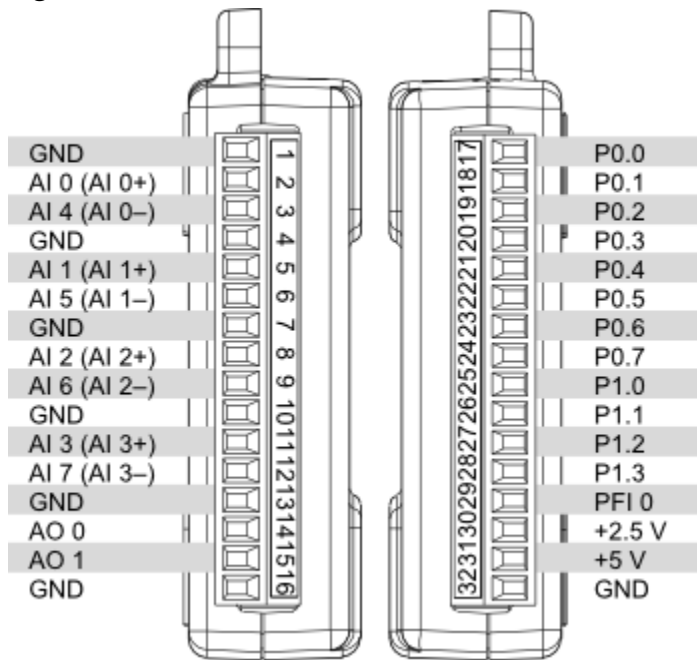 GND 1 17 P0.0
AI 0 (AI 0+) 2 18 P0.1
AI 4 (AI 0–) 3 19 P0.2
GND 4 20 P0.3
AI 1 (AI 1+) 5 21 P0.4
AI 5 (AI 1–) 6 22 P0.5
GND 7 23 P0.6
AI 2 (AI 2+) 8 24 P0.7
AI 6 (AI 2–) 9 25 P1.0
GND 10 26 P1.1
AI 3 (AI 3+) 11 27 P1.2
AI 7 (AI 3–) 12 28 P1.3
GND 13 29 PFI 0
AO 0 14 30 +2.5 V
AO 1 15 31 +5 V
GND 16 32 GND